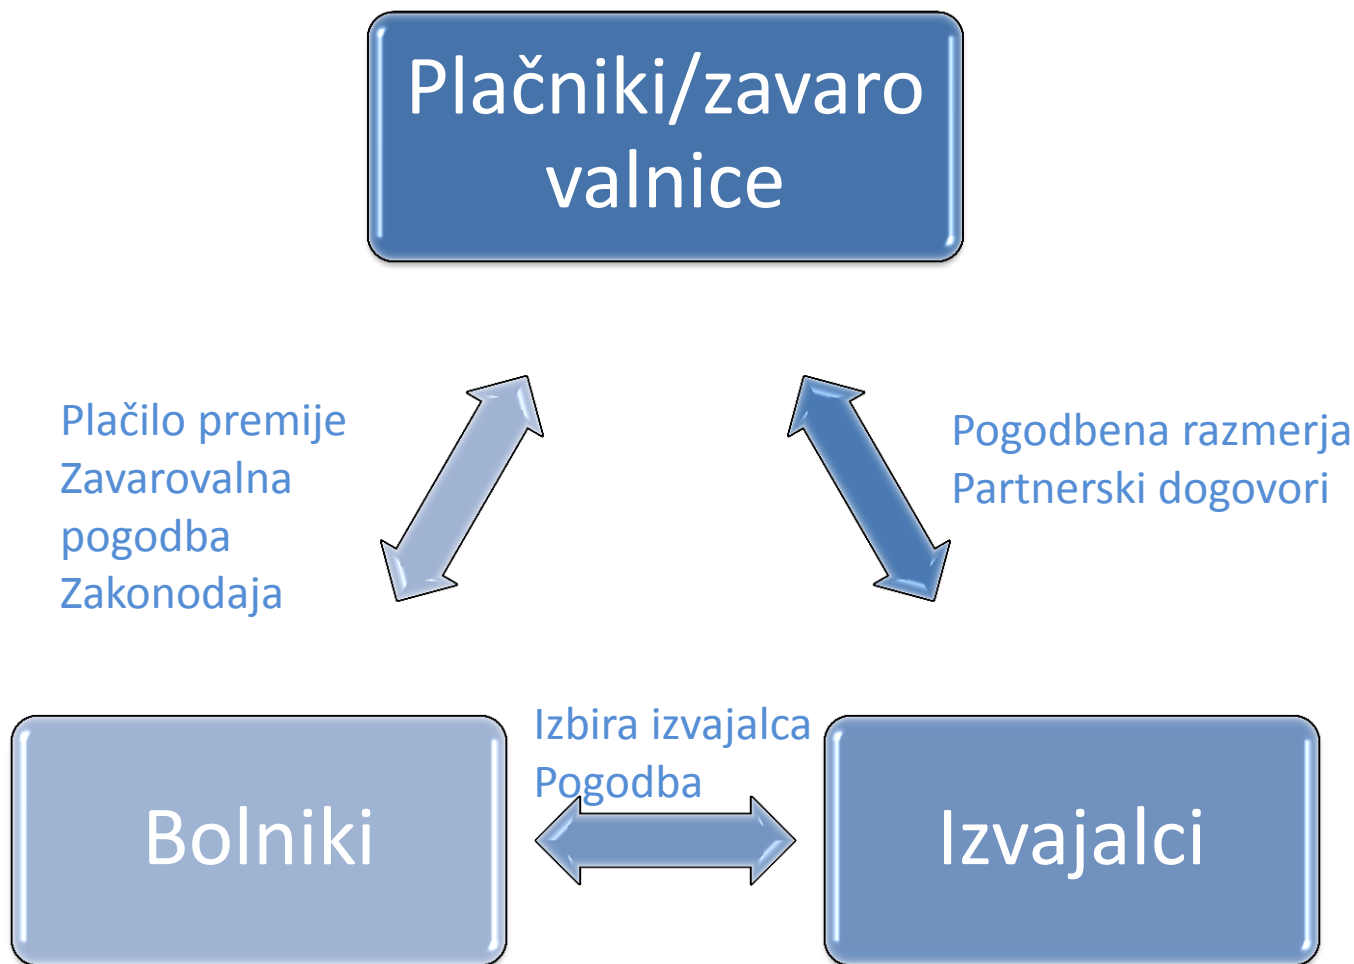 Plačniki/zavaro
valnice
Plačilo premije
Zavarovalna
pogodba
Zakonodaja
Pogodbena razmerja
Partnerski dogovori
Izbira izvajalca
Pogodba
Bolniki
Izvajalci